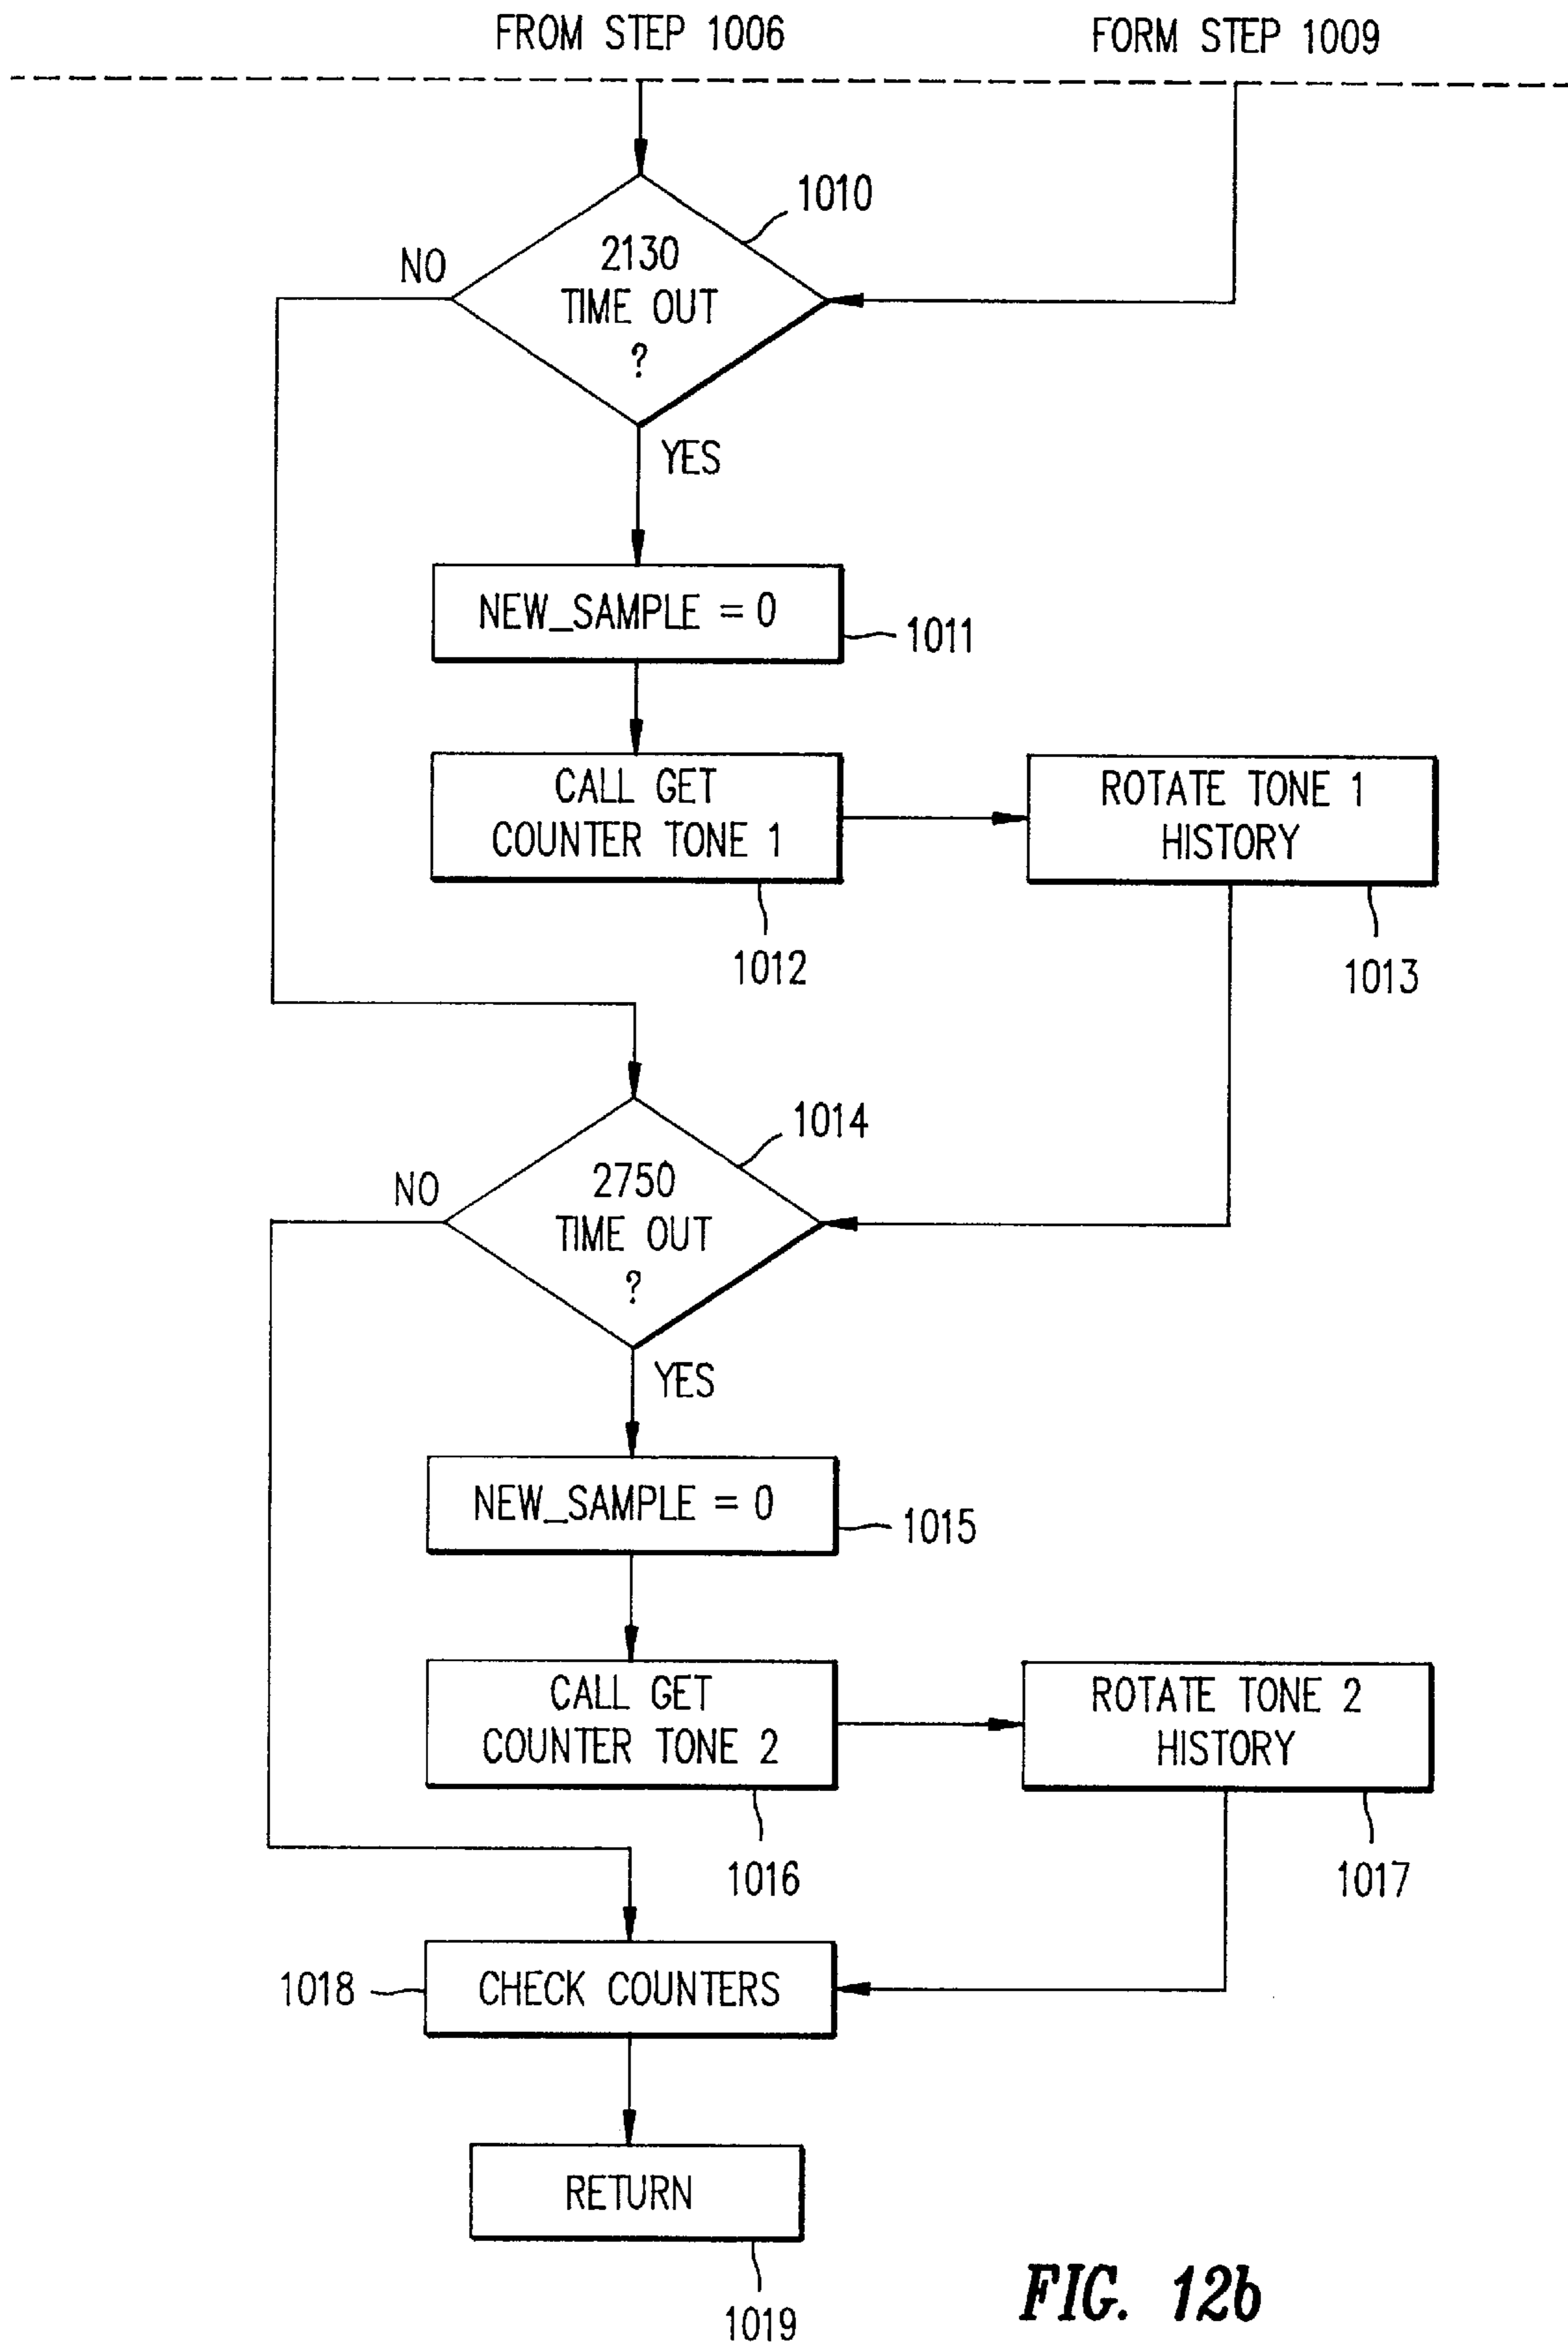 FROM STEP 1006
FORM STEP 1009
1010
NO
2130
TIME OUT
?
YES
NEW_SAMPLE = 0
1011
CALL GET
COUNTER TONE 1
1012
ROTATE TONE 1
HISTORY
1013
1014
NO
2750
TIME OUT
?
YES
NEW_SAMPLE = 0
1015
CALL GET
COUNTER TONE 2
1016
ROTATE TONE 2
HISTORY
1017
1018
CHECK COUNTERS
RETURN
1019
FIG. 12b